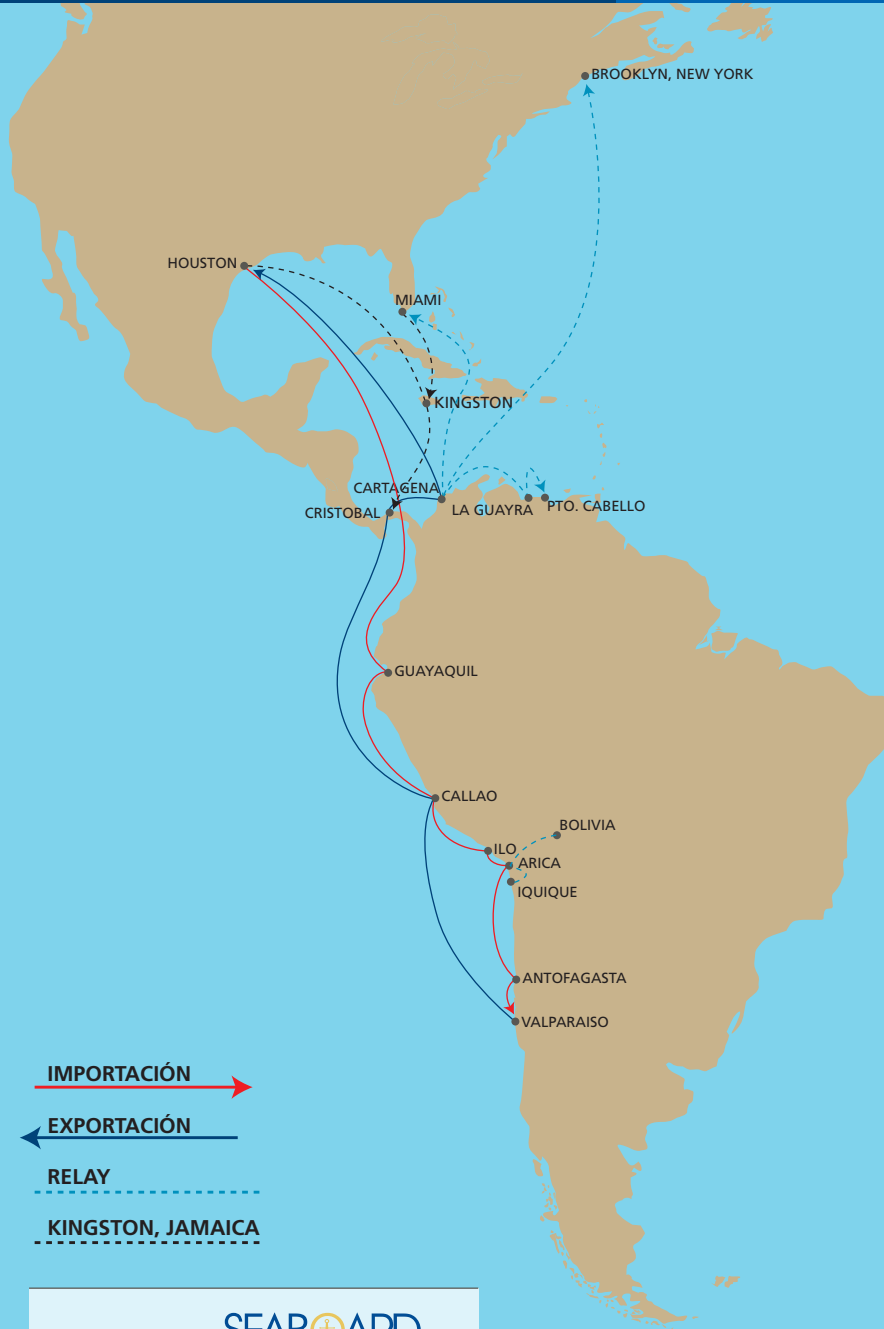 BROOKLYN, NEW YORK
HOUSTON
MIAMI
KINGSTON
CARTAGENA
CRISTOBAL
LA GUAYRA
PTO. CABELLO
GUAYAQUIL
CALLAO
BOLIVIA
ILO
ARICA
IQUIQUE
ANTOFAGASTA
VALPARAISO
IMPORTACIÓN
EXPORTACIÓN
RELAY
KINGSTON, JAMAICA
SEABOARD